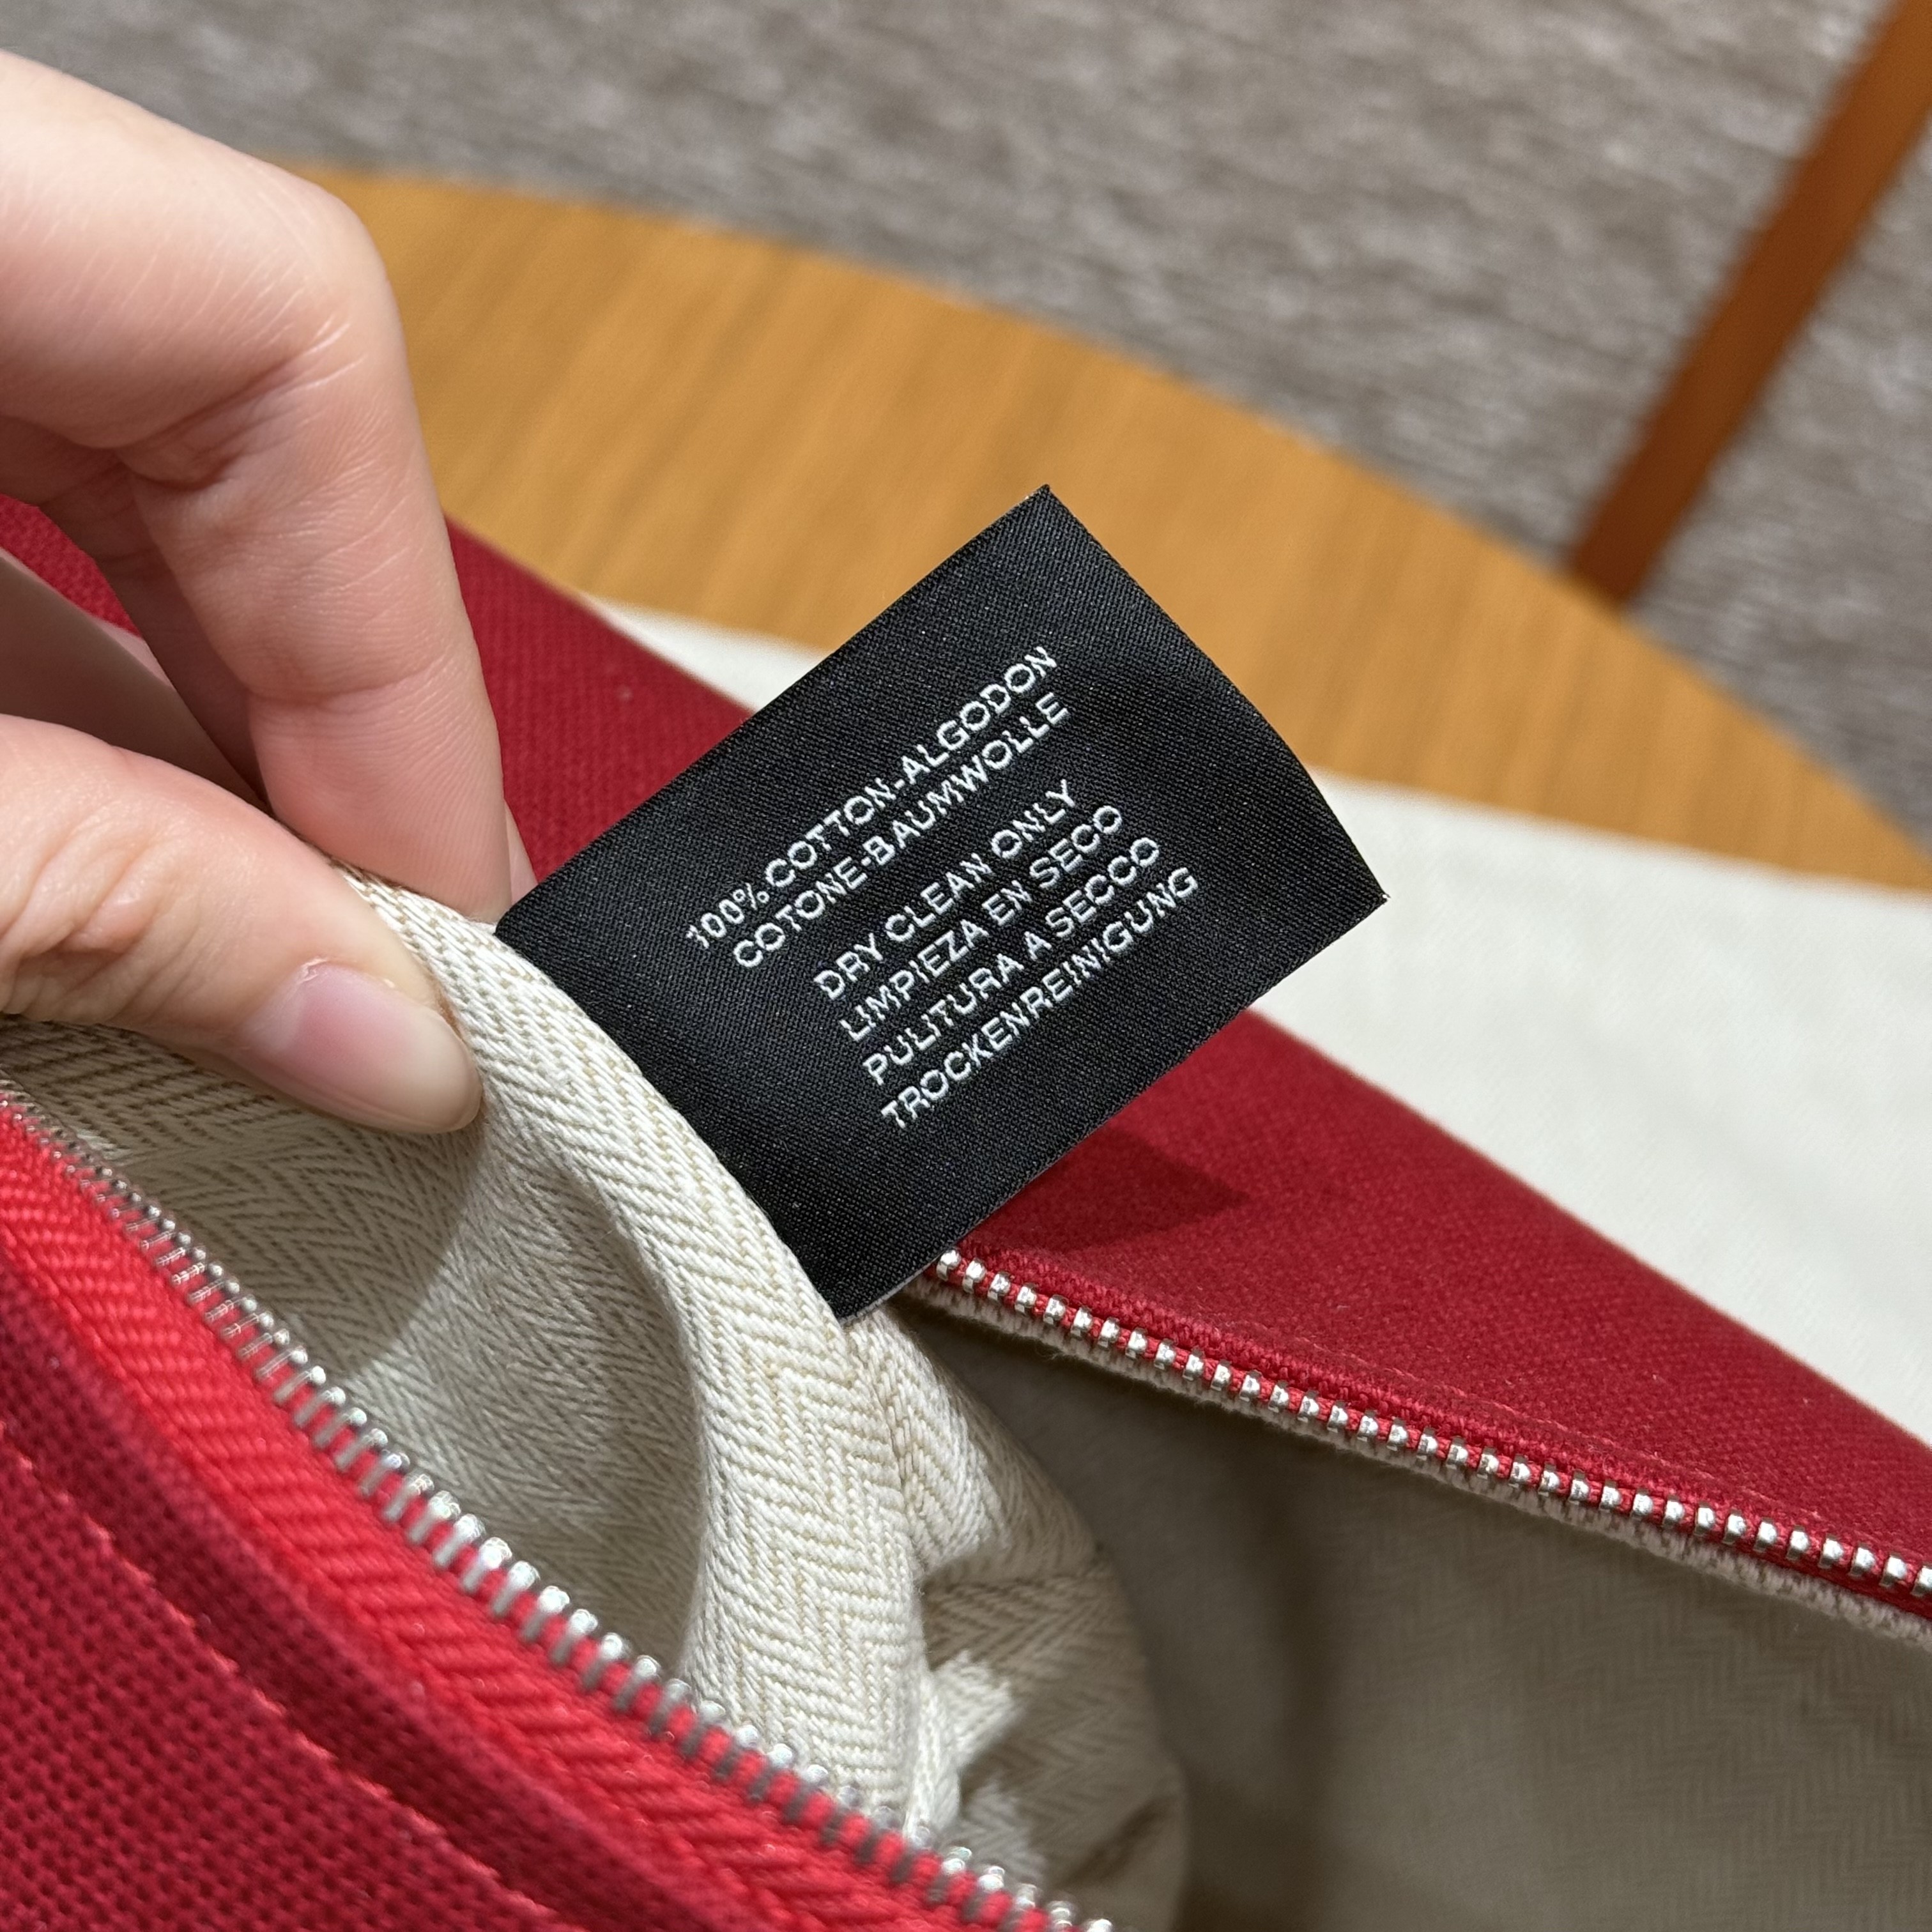 100% COTTON-ALGODON
COTONE-BAUMWOLLE
DRY CLEAN ONLY
LIMPIEZA EN SECO
PULITURA A SECCO
TROCKENREINIGUNG